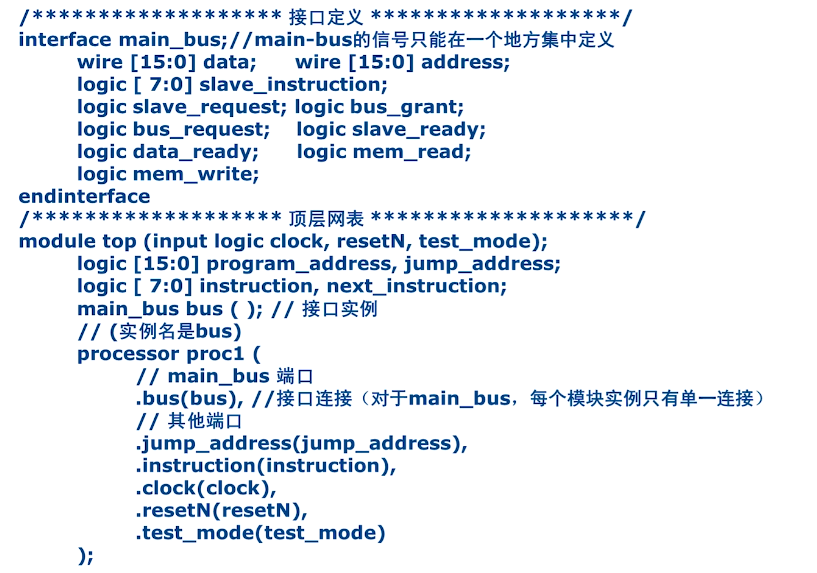 /******************* 接口定义 *******************/
interface main_bus;//main-bus的信号只能在一个地方集中定义
wire [15:0] data; wire [15:0] address;
logic [ 7:0] slave_instruction;
logic slave_request; logic bus_grant;
logic bus_request; logic slave_ready;
logic data_ready; logic mem_read;
logic mem_write;
endinterface
/******************* 顶层网表 ********************/
module top (input logic clock, resetN, test_mode);
logic [15:0] program_address, jump_address;
logic [ 7:0] instruction, next_instruction;
main_bus bus ( ); // 接口实例
// (实例名是bus)
processor proc1 (
// main_bus 端口
.bus(bus), //接口连接（对于main_bus，每个模块实例只有单一连接）
// 其他端口
.jump_address(jump_address),
.instruction(instruction),
.clock(clock),
.resetN(resetN),
.test_mode(test_mode)
);